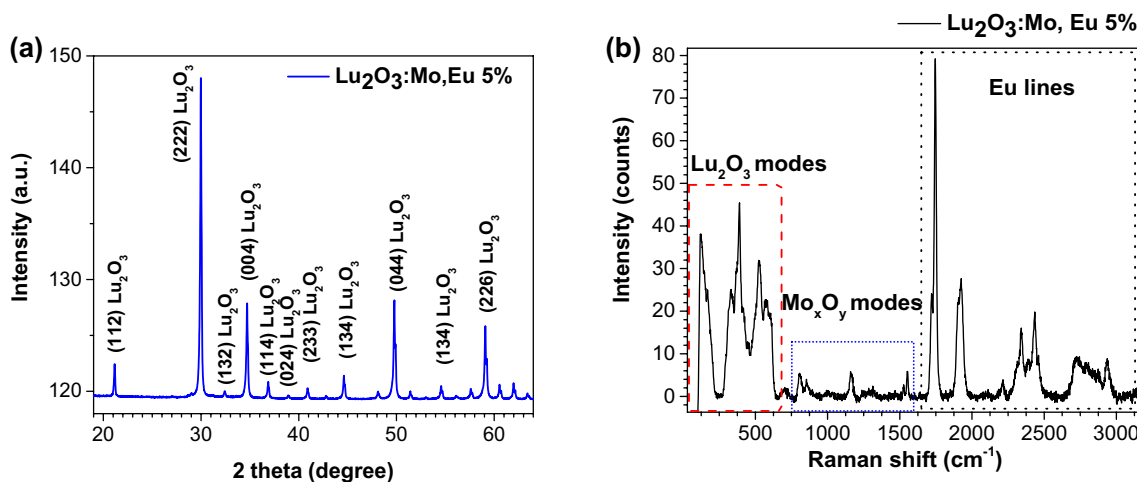 (a)
150
140
130
120
Intensity (a.u.)
Lu₂O₃:Mo,Eu 5%
(112) Lu₂O₃
(222) Lu₂O₃
(132) Lu₂O₃
(004) Lu₂O₃
(114) Lu₂O₃
(024) Lu₂O₃
(233) Lu₂O₃
(134) Lu₂O₃
(044) Lu₂O₃
(134) Lu₂O₃
(226) Lu₂O₃
20 30 40 50 60
2 theta (degree)
(b)
Lu₂O₃:Mo, Eu 5%
80
70
60
50
40
30
20
10
0
Intensity (counts)
Eu lines
Lu₂O₃ modes
MoₓOᵧ modes
500 1000 1500 2000 2500 3000
Raman shift (cm⁻¹)